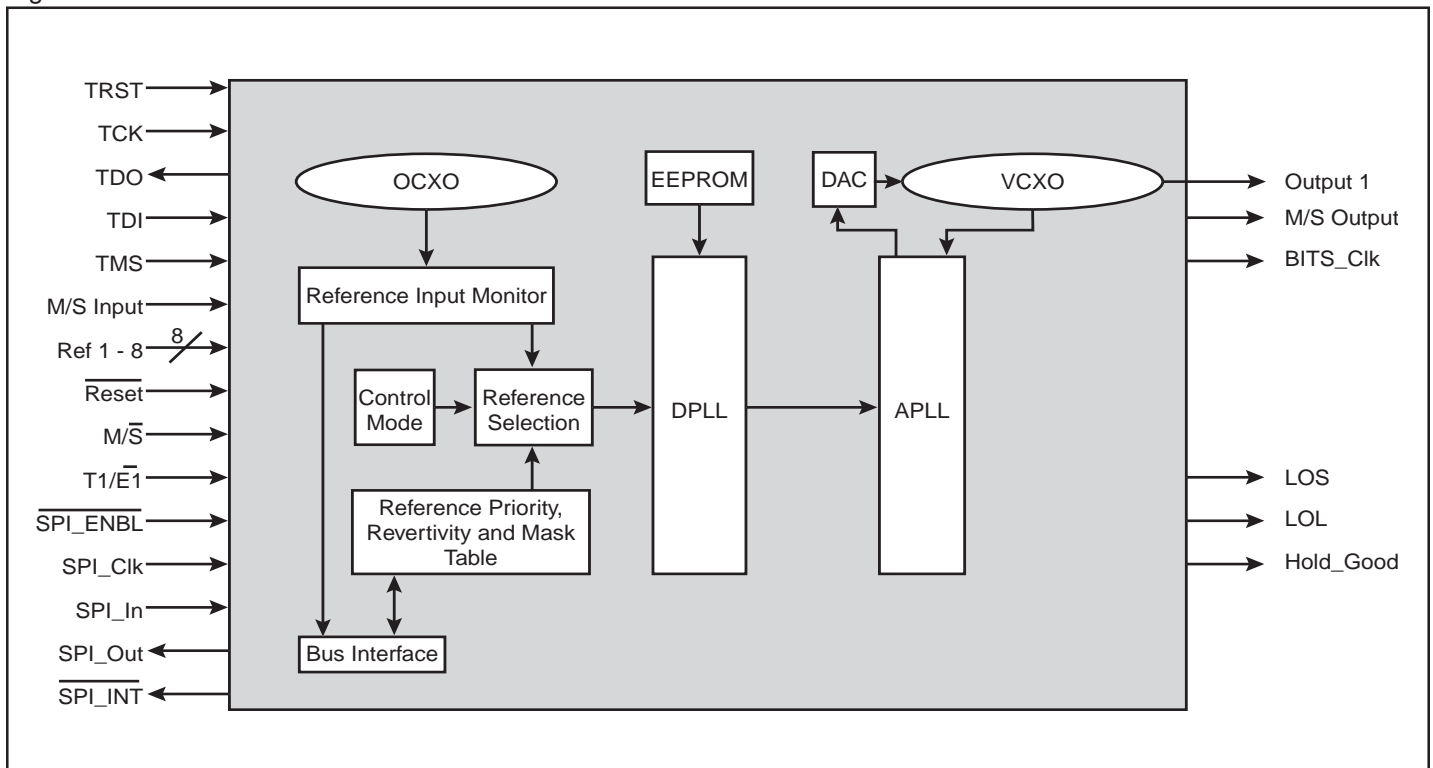 TRST
TCK
TDO
TDI
TMS
M/S Input
Ref 1 - 8
8
Reset
M/S
T1/E1
SPI_ENBL
SPI_Clk
SPI_In
SPI_Out
SPI_INT
OCXO
Reference Input Monitor
Control
Mode
Reference
Selection
Reference Priority,
Revertivity and Mask
Table
Bus Interface
EEPROM
DPLL
DAC
VCXO
APLL
Output 1
M/S Output
BITS_Clk
LOS
LOL
Hold_Good